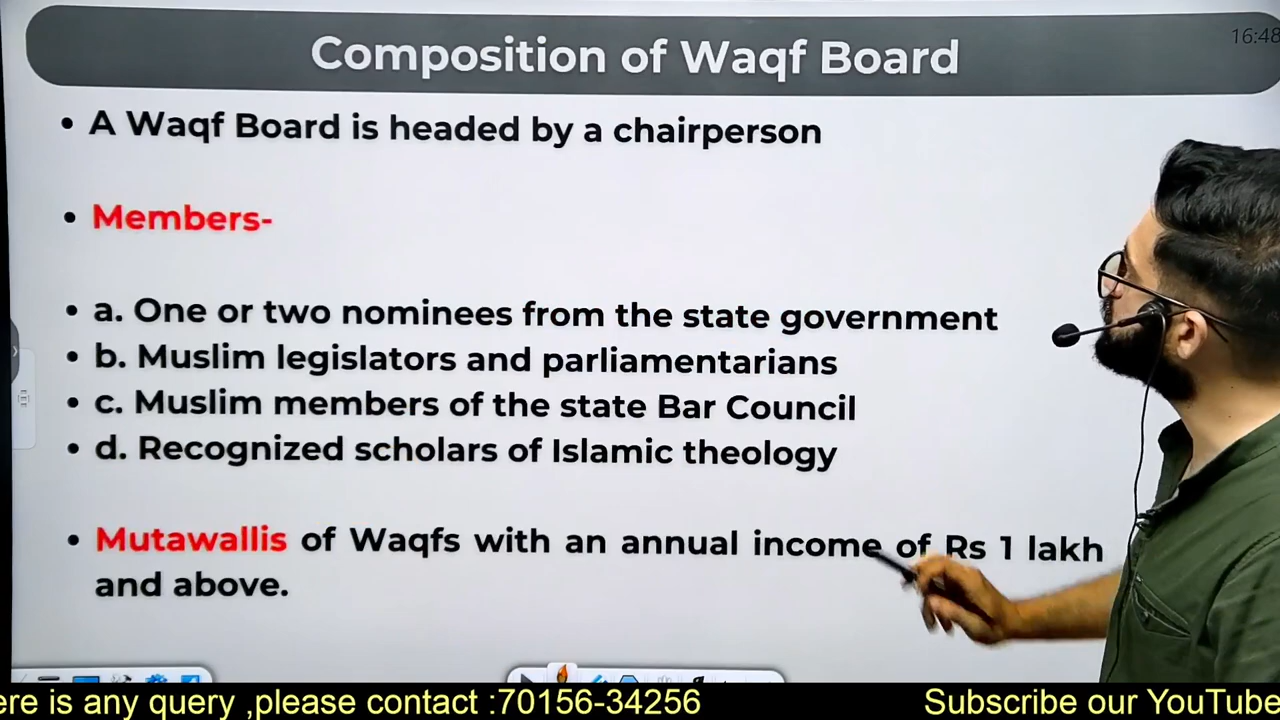 Composition of Waqf Board
16:48
• A Waqf Board is headed by a chairperson
• Members-
• a. One or two nominees from the state government
• b. Muslim legislators and parliamentarians
• c. Muslim members of the state Bar Council
• d. Recognized scholars of Islamic theology
• Mutawallis of Waqfs with an annual income of Rs 1 lakh
and above.
ere is any query ,please contact :70156-34256 Subscribe our YouTube